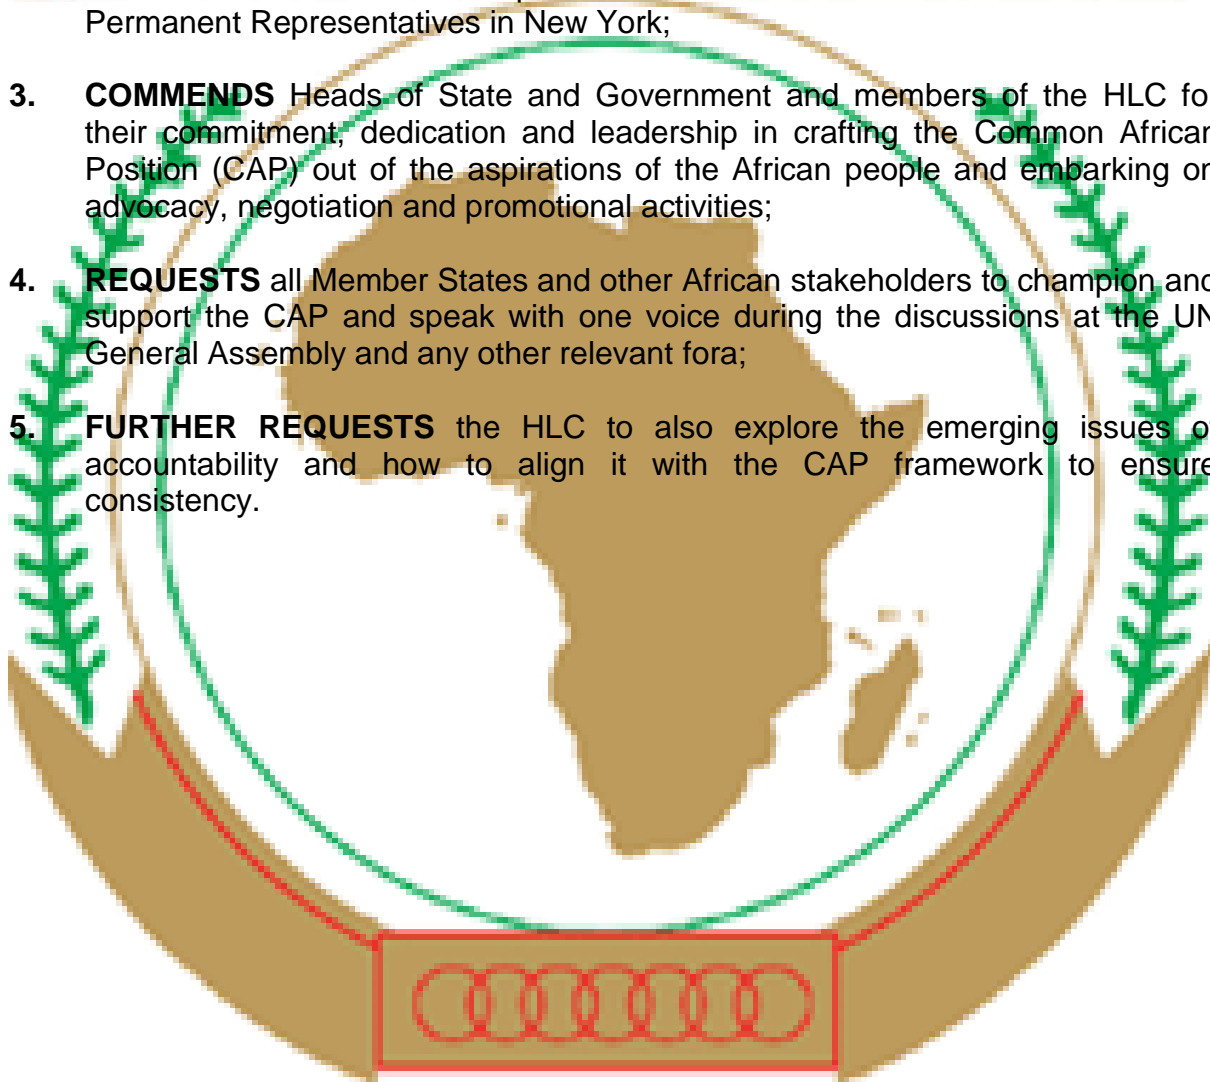 Permanent Representatives in New York;
3. COMMENDS Heads of State and Government and members of the HLC for
their commitment, dedication and leadership in crafting the Common African
Position (CAP) out of the aspirations of the African people and embarking on
advocacy, negotiation and promotional activities;
4. REQUESTS all Member States and other African stakeholders to champion and
support the CAP and speak with one voice during the discussions at the UN
General Assembly and any other relevant fora;
5. FURTHER REQUESTS the HLC to also explore the emerging issues of
accountability and how to align it with the CAP framework to ensure
consistency.